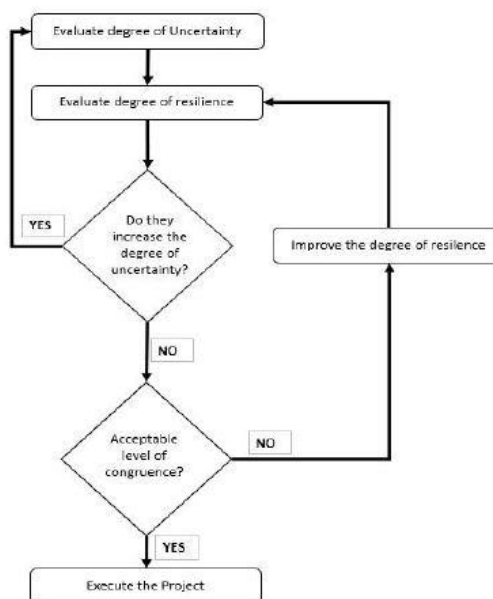 Evaluate degree of Uncertainty
Evaluate degree of resilience
YES
Do they
increase the
degree of
uncertainty?
Improve the degree of resilence
NO
Acceptable
level of
congruence?
NO
YES
Execute the Project